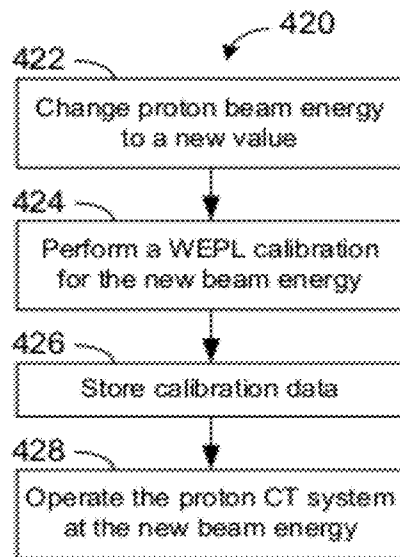 420
422
Change proton beam energy
to a new value
424
Perform a WEPL calibration
for the new beam energy
426
Store calibration data
428
Operate the proton CT system
at the new beam energy